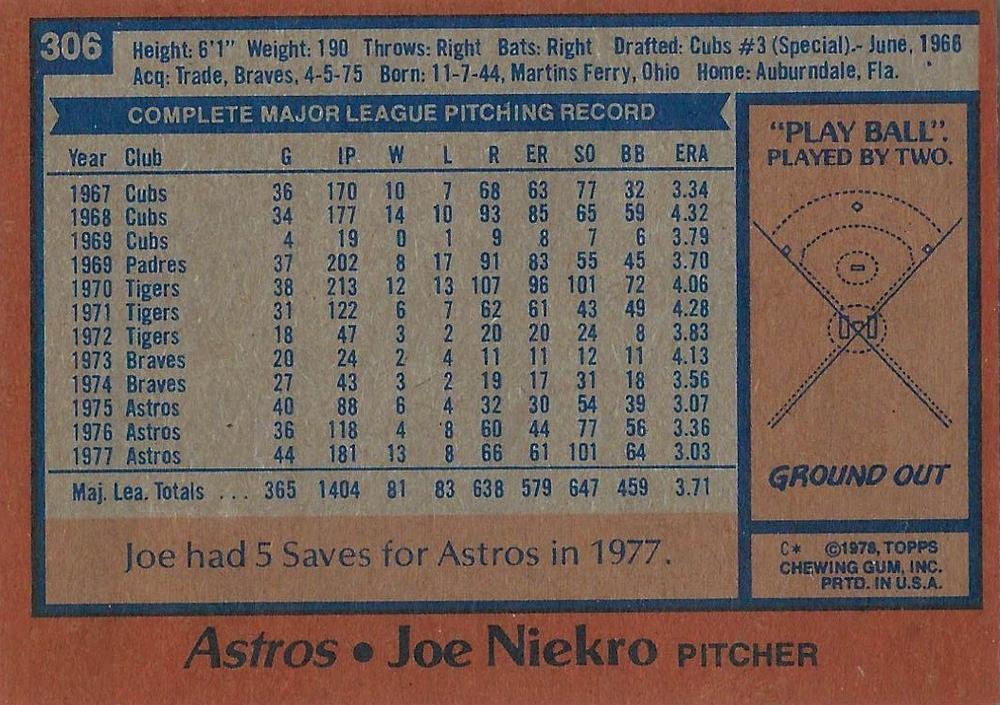 306
Height: 6'1" Weight: 190 Throws: Right Bats: Right Drafted: Cubs #3 (Special).- June, 1966
Acq: Trade, Braves, 4-5-75 Born: 11-7-44, Martins Ferry, Ohio Home: Auburndale, Fla.
COMPLETE MAJOR LEAGUE PITCHING RECORD
Year Club G IP W L R ER SO BB ERA
1967 Cubs 36 170 10 7 68 63 77 32 3.34
1968 Cubs 34 177 14 10 93 85 65 59 4.32
1969 Cubs 4 19 0 1 9 8 7 6 3.79
1969 Padres 37 202 8 17 91 83 55 45 3.70
1970 Tigers 38 213 12 13 107 96 101 72 4.06
1971 Tigers 31 122 6 7 62 61 43 49 4.28
1972 Tigers 18 47 3 2 20 20 24 8 3.83
1973 Braves 20 24 2 4 11 11 12 11 4.13
1974 Braves 27 43 3 2 19 17 31 18 3.56
1975 Astros 40 88 6 4 32 30 54 39 3.07
1976 Astros 36 118 4 8 60 44 77 56 3.36
1977 Astros 44 181 13 8 66 61 101 64 3.03
Maj. Lea. Totals ... 365 1404 81 83 638 579 647 459 3.71
Joe had 5 Saves for Astros in 1977.
"PLAY BALL".
PLAYED BY TWO.
GROUND OUT
C* ©1978, TOPPS
CHEWING GUM, INC.
PRTD. IN U.S.A.
Astros • Joe Niekro PITCHER